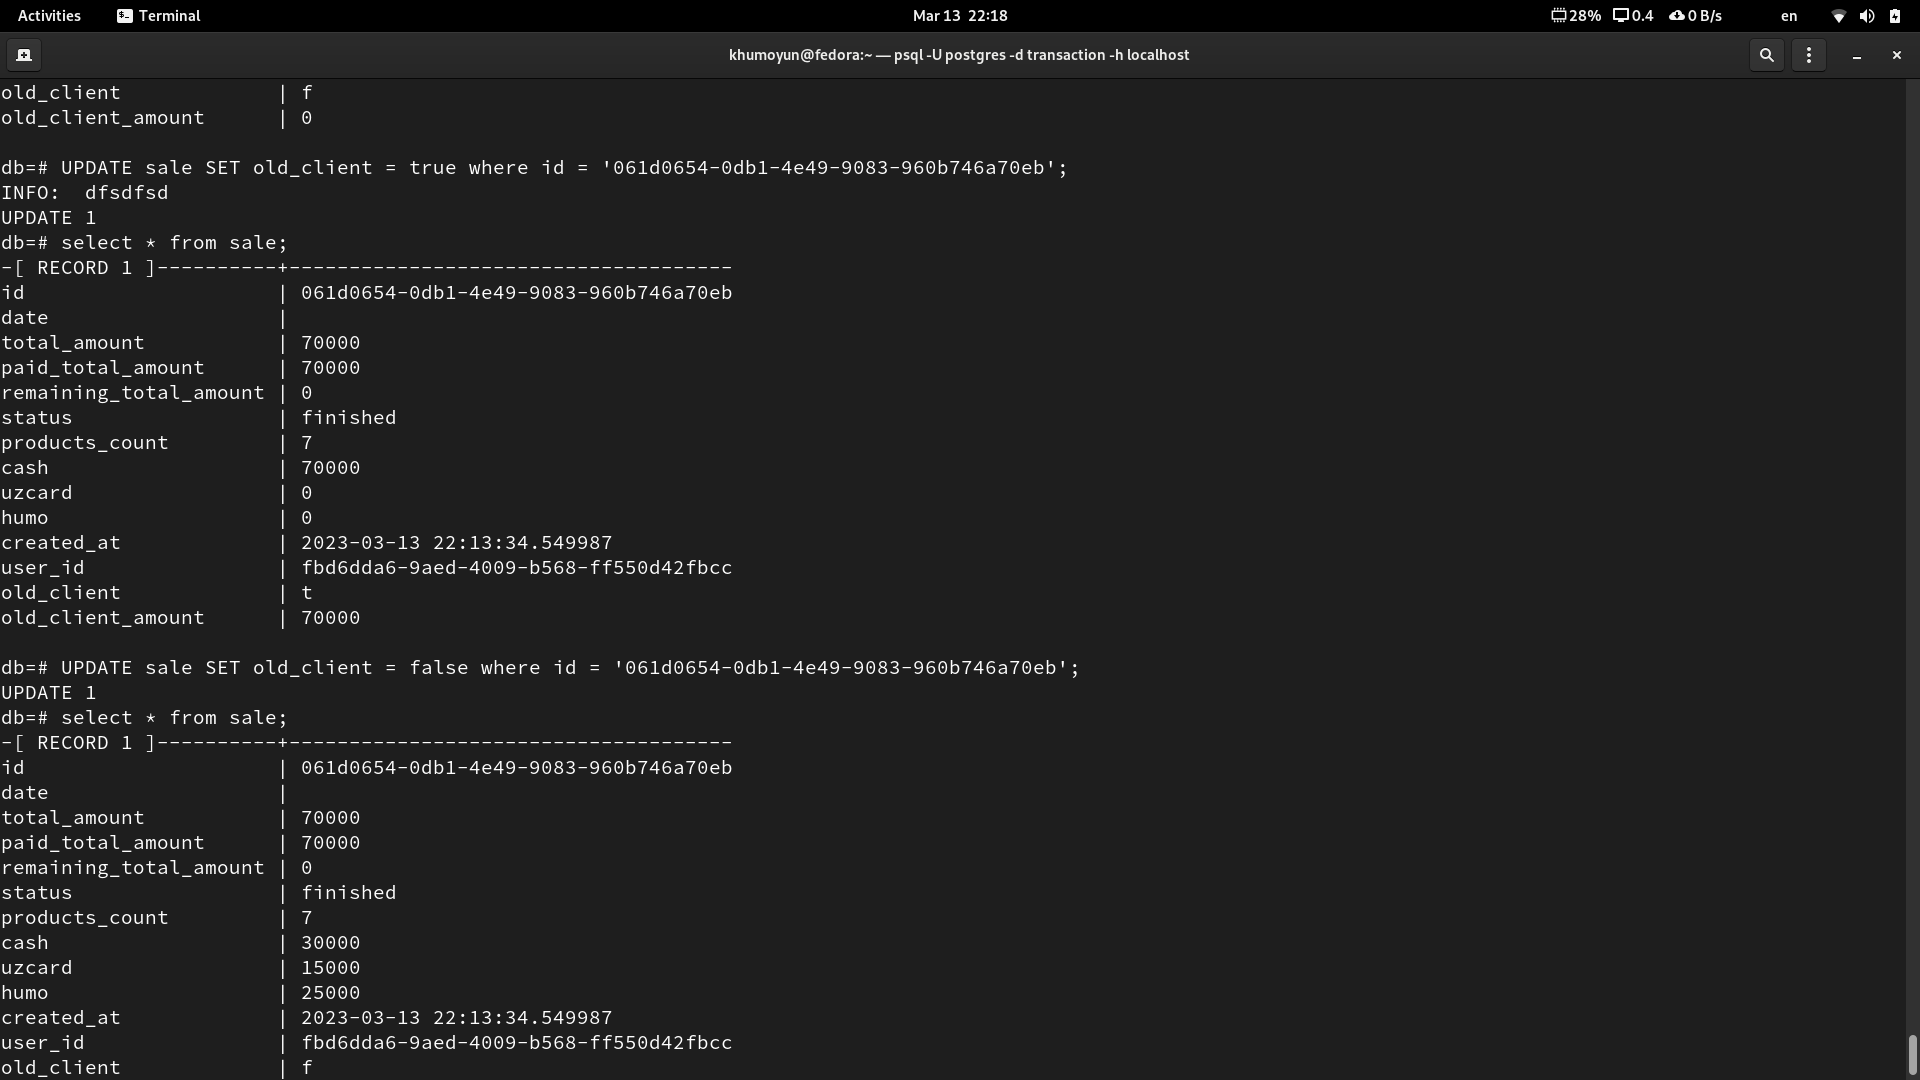 Activities Terminal Mar 13 22:18 28% 0.4 0 B/s en
khumoyun@fedora:~ — psql -U postgres -d transaction -h localhost
old_client | f
old_client_amount | 0
db=# UPDATE sale SET old_client = true where id = '061d0654-0db1-4e49-9083-960b746a70eb';
INFO:  dfsdfsd
UPDATE 1
db=# select * from sale;
-[ RECORD 1 ]----------+-------------------------------------
id | 061d0654-0db1-4e49-9083-960b746a70eb
date |
total_amount | 70000
paid_total_amount | 70000
remaining_total_amount | 0
status | finished
products_count | 7
cash | 70000
uzcard | 0
humo | 0
created_at | 2023-03-13 22:13:34.549987
user_id | fbd6dda6-9aed-4009-b568-ff550d42fbcc
old_client | t
old_client_amount | 70000
db=# UPDATE sale SET old_client = false where id = '061d0654-0db1-4e49-9083-960b746a70eb';
UPDATE 1
db=# select * from sale;
-[ RECORD 1 ]----------+-------------------------------------
id | 061d0654-0db1-4e49-9083-960b746a70eb
date |
total_amount | 70000
paid_total_amount | 70000
remaining_total_amount | 0
status | finished
products_count | 7
cash | 30000
uzcard | 15000
humo | 25000
created_at | 2023-03-13 22:13:34.549987
user_id | fbd6dda6-9aed-4009-b568-ff550d42fbcc
old_client | f